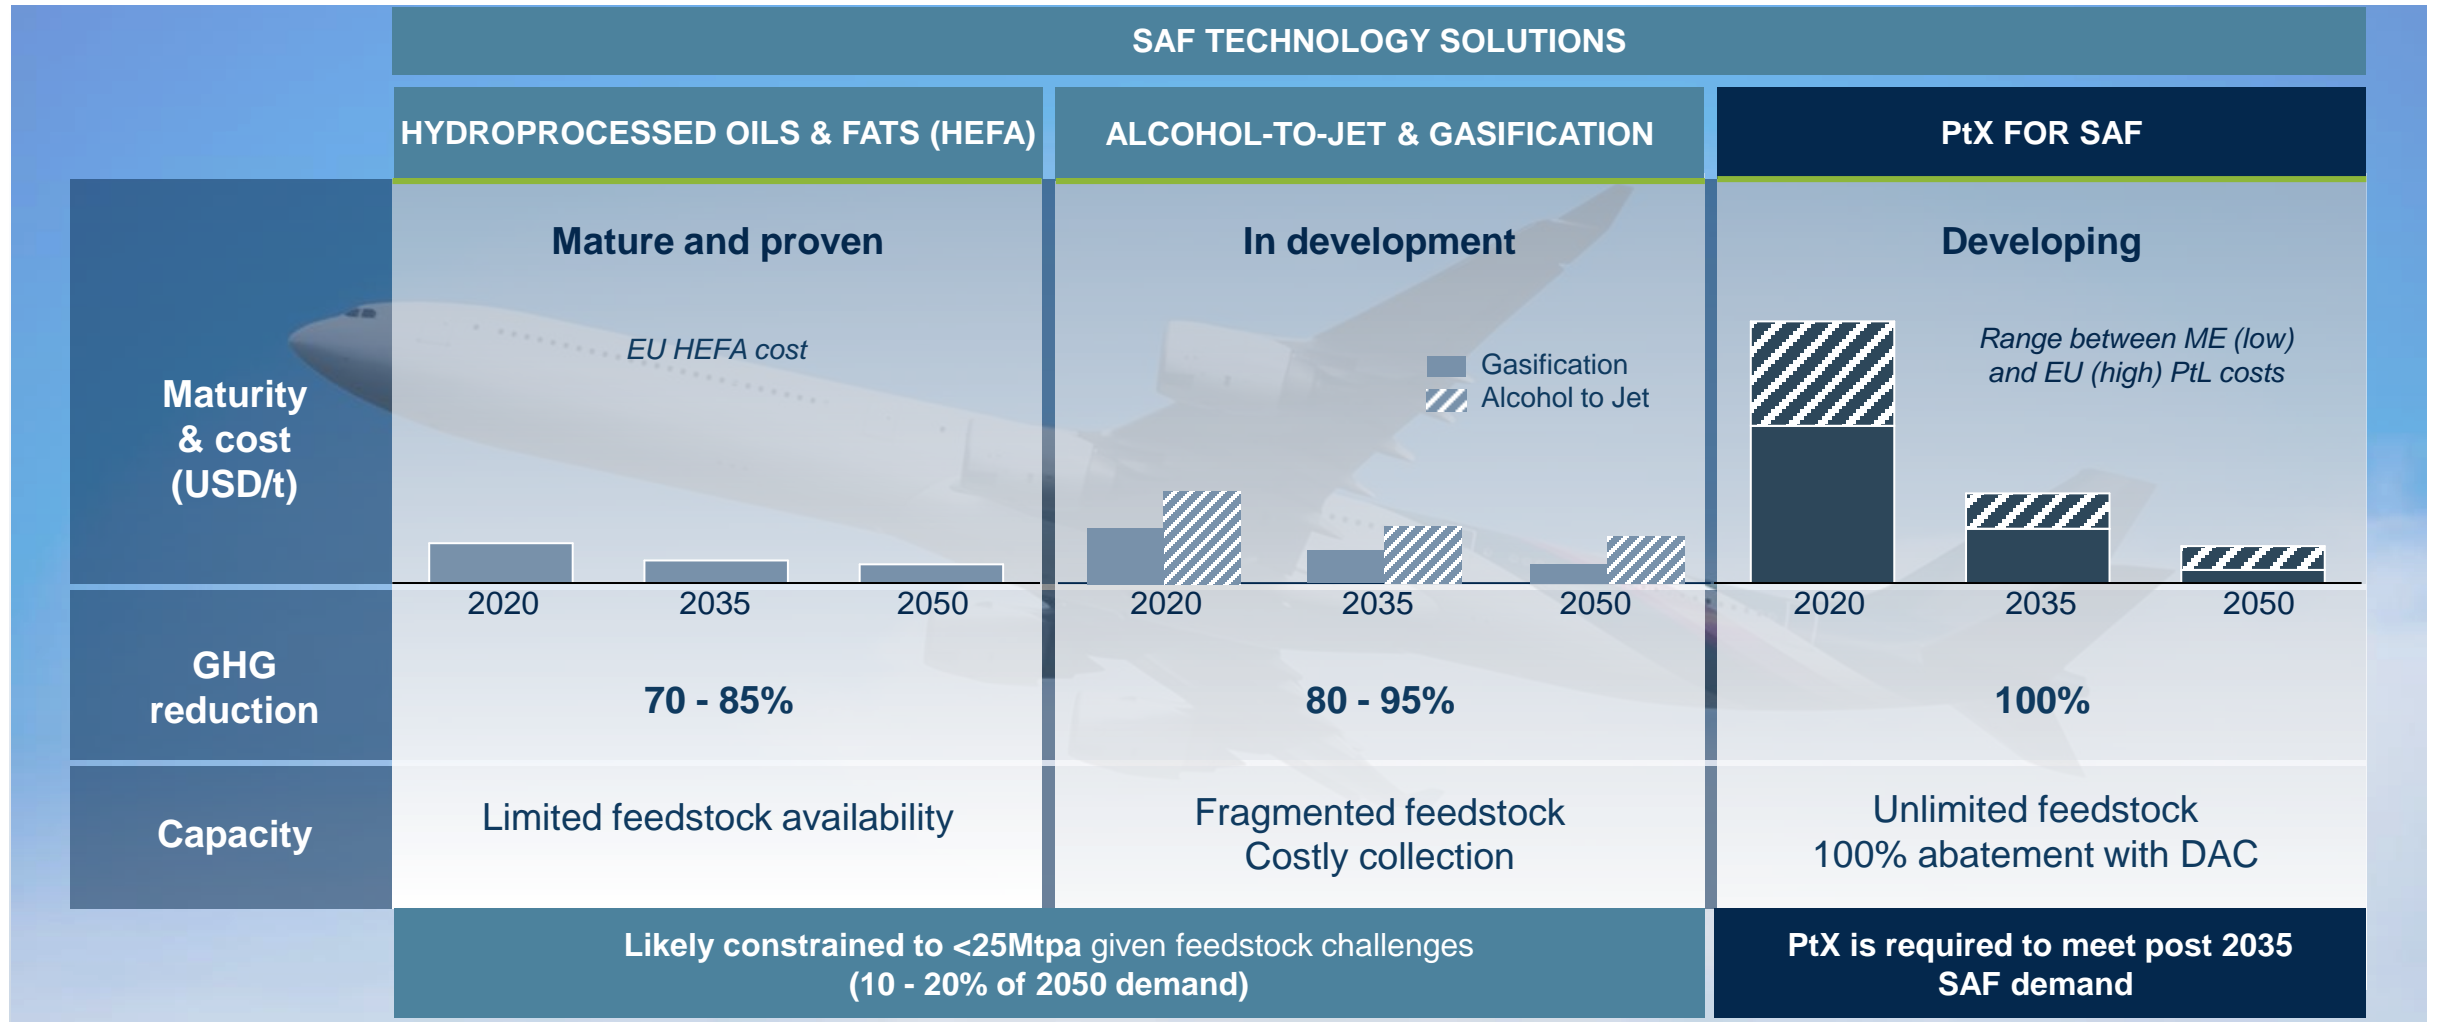 SAF TECHNOLOGY SOLUTIONS
HYDROPROCESSED OILS & FATS (HEFA)
ALCOHOL-TO-JET & GASIFICATION
PtX FOR SAF
Maturity
& cost
(USD/t)
Mature and proven
EU HEFA cost
2020
2035
2050
In development
Gasification
Alcohol to Jet
2020
2035
2050
Developing
Range between ME (low)
and EU (high) PtL costs
2020
2035
2050
GHG
reduction
70 - 85%
80 - 95%
100%
Capacity
Limited feedstock availability
Fragmented feedstock
Costly collection
Unlimited feedstock
100% abatement with DAC
Likely constrained to <25Mtpa given feedstock challenges
(10 - 20% of 2050 demand)
PtX is required to meet post 2035
SAF demand